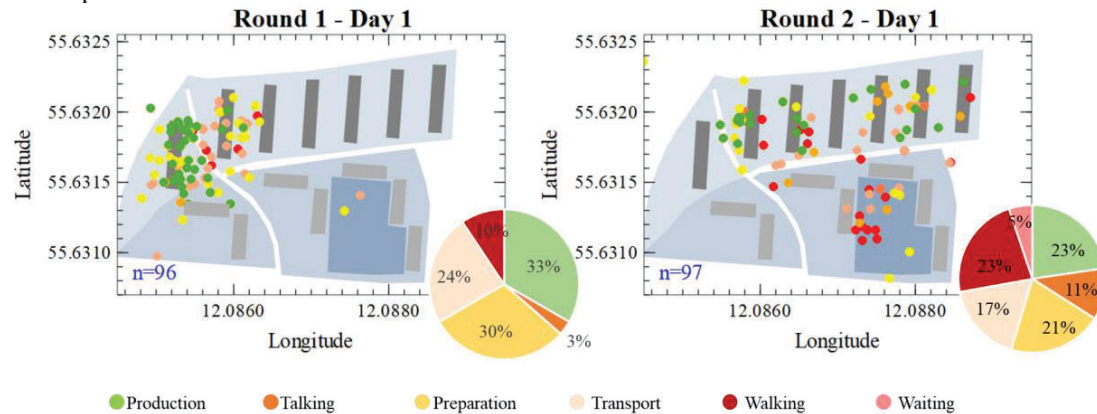 Round 1 - Day 1
Round 2 - Day 1
55.6325
55.6320
55.6315
55.6310
Latitude
n=96
12.0860
12.0880
Longitude
10%
33%
24%
30%
3%
55.6325
55.6320
55.6315
55.6310
Latitude
n=97
12.0860
12.0880
Longitude
5%
23%
23%
11%
17%
21%
Production
Talking
Preparation
Transport
Walking
Waiting